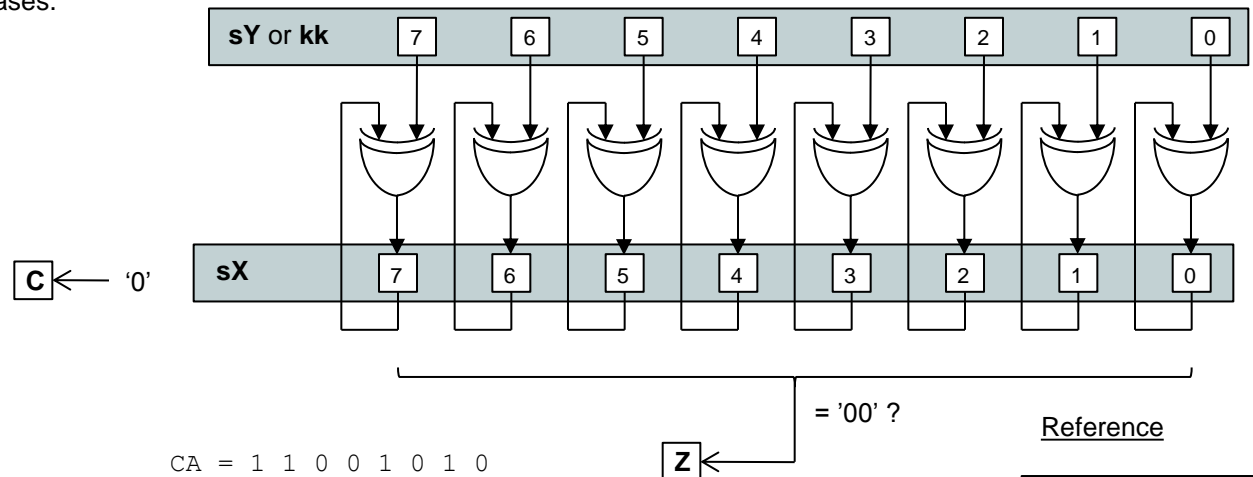 ases.
sY or kk 7 6 5 4 3 2 1 0
C ‘0’ sX 7 6 5 4 3 2 1 0
= ’00’ ?
Reference
CA = 1 1 0 0 1 0 1 0
Z